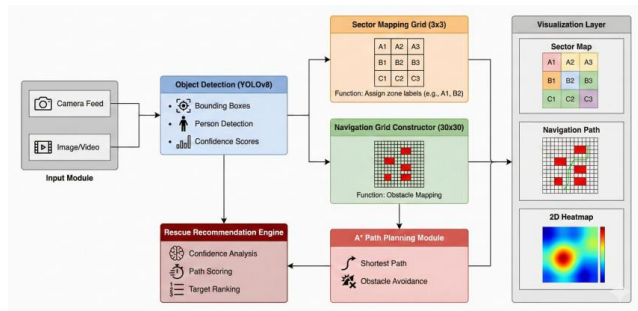 Camera Feed
Image/Video
Input Module
Object Detection (YOLOv8)
Bounding Boxes
Person Detection
Confidence Scores
Sector Mapping Grid (3x3)
A1 A2 A3
B1 B2 B3
C1 C2 C3
Function: Assign zone labels (e.g., A1, B2)
Navigation Grid Constructor (30x30)
Function: Obstacle Mapping
Rescue Recommendation Engine
Confidence Analysis
Path Scoring
Target Ranking
A* Path Planning Module
Shortest Path
Obstacle Avoidance
Visualization Layer
Sector Map
A1 A2 A3
B1 B2 B3
C1 C2 C3
Navigation Path
2D Heatmap